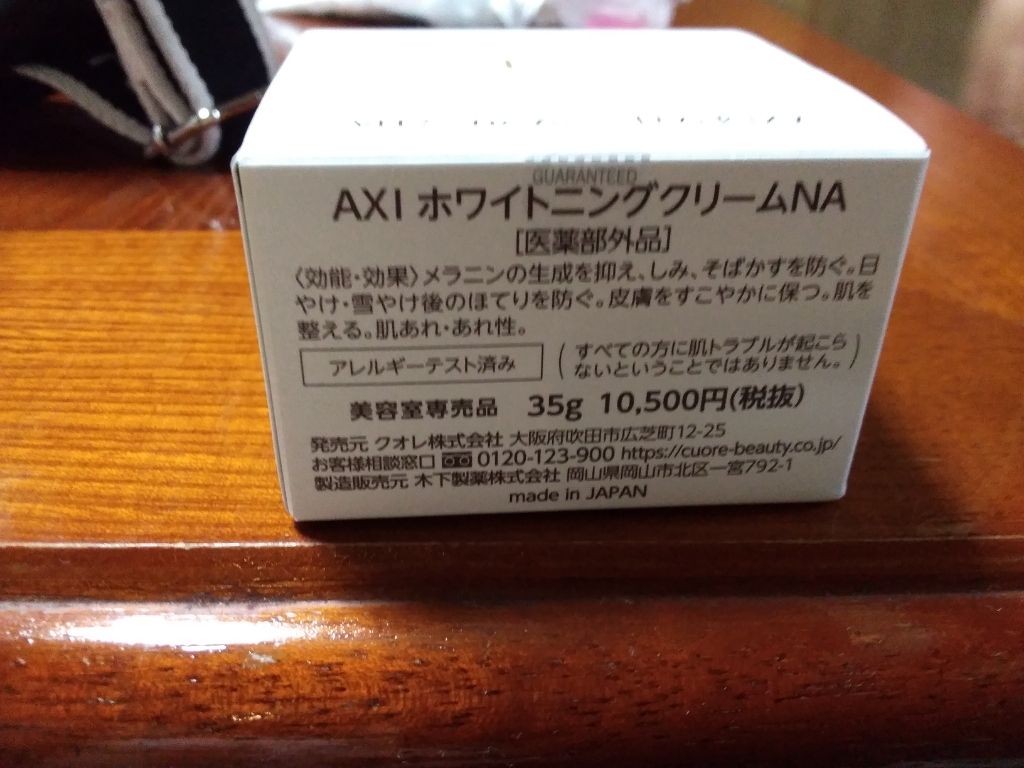 GUARANTEED
AXI ホワイトニングクリームNA
[医薬部外品]
〈効能・効果〉メラニンの生成を抑え、しみ、そばかすを防ぐ。日
やけ・雪やけ後のほてりを防ぐ。皮膚をすこやかに保つ。肌を
整える。肌あれ・あれ性。
アレルギーテスト済み
(すべての方に肌トラブルが起こら
ないということではありません。)
美容室専売品 35g 10,500円(税抜)
発売元 クオレ株式会社 大阪府吹田市広芝町12-25
お客様相談窓口 0120-123-900 https://cuore-beauty.co.jp/
製造販売元 木下製薬株式会社 岡山県岡山市北区一宮792-1
made in JAPAN